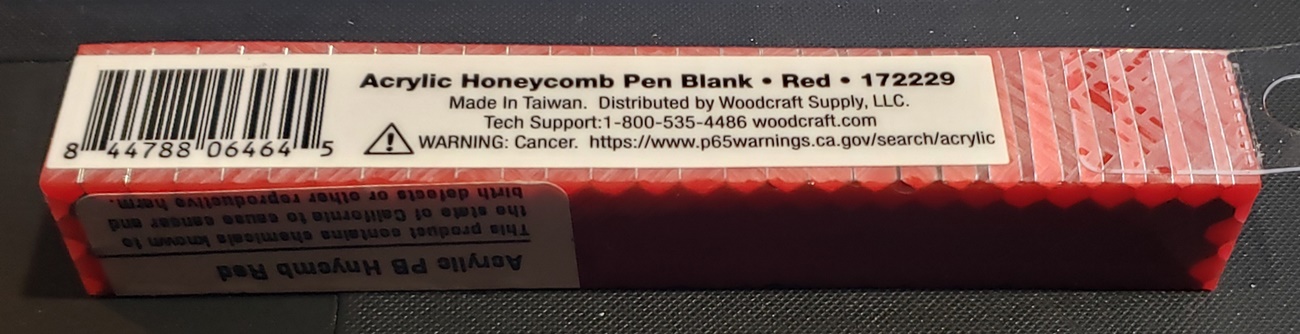 Acrylic Honeycomb Pen Blank • Red • 172229
Made In Taiwan. Distributed by Woodcraft Supply, LLC.
Tech Support:1-800-535-4486 woodcraft.com
WARNING: Cancer. https://www.p65warnings.ca.gov/search/acrylic
8 44788 06464 5
Acrylic PB Hnycmb Red
This product contains chemicals known to
the state of California to cause cancer and
birth defects or other reproductive harm.